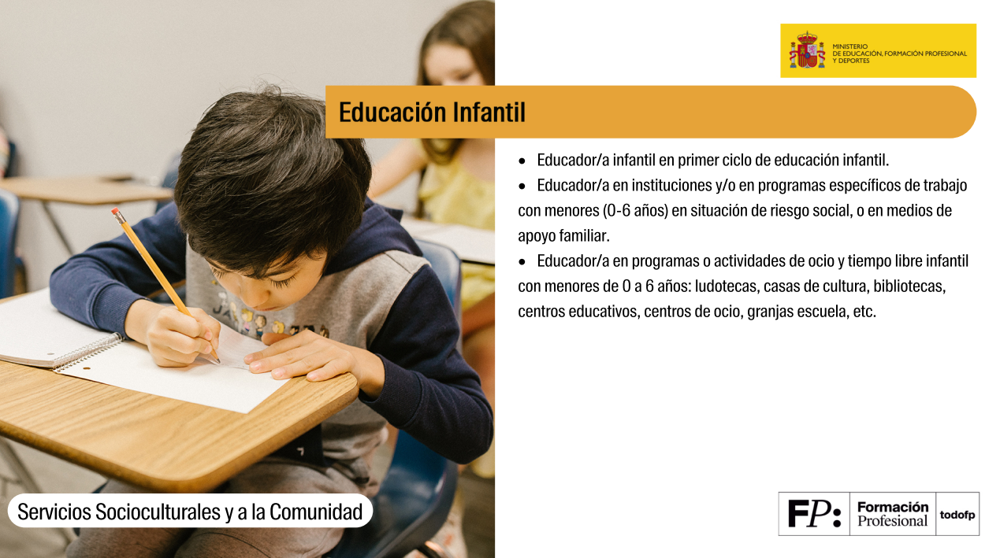 MINISTERIO
DE EDUCACIÓN, FORMACIÓN PROFESIONAL
Y DEPORTES
Educación Infantil
• Educador/a infantil en primer ciclo de educación infantil.
• Educador/a en instituciones y/o en programas específicos de trabajo
con menores (0-6 años) en situación de riesgo social, o en medios de
apoyo familiar.
• Educador/a en programas o actividades de ocio y tiempo libre infantil
con menores de 0 a 6 años: ludotecas, casas de cultura, bibliotecas,
centros educativos, centros de ocio, granjas escuela, etc.
Servicios Socioculturales y a la Comunidad
FP: Formación
Profesional
todofp